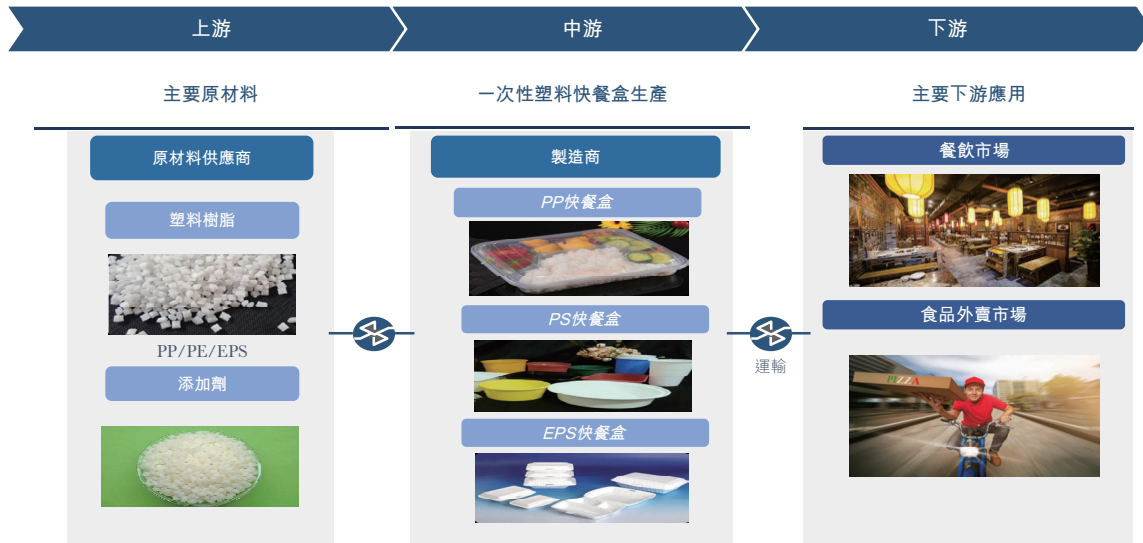 上游
中游
下游
主要原材料
一次性塑料快餐盒生產
主要下游應用
原材料供應商
塑料樹脂
PP/PE/EPS
添加劑
製造商
PP快餐盒
PS快餐盒
EPS快餐盒
運輸
餐飲市場
食品外賣市場
PIZZA